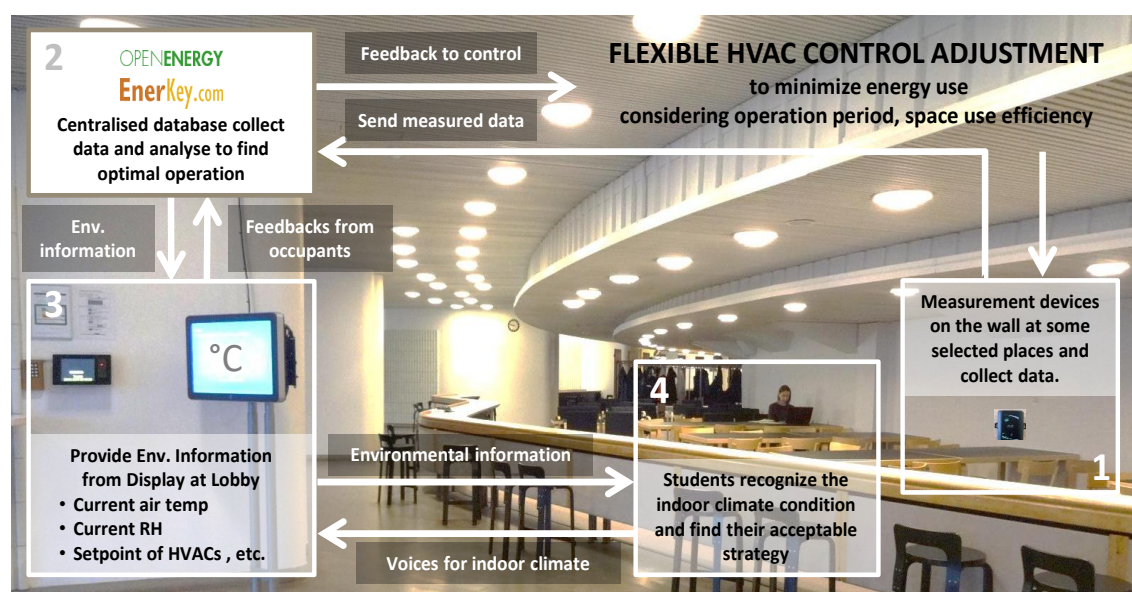 2
OPENENERGY
EnerKey.com
Centralised database collect
data and analyse to find
optimal operation
Feedback to control
Send measured data
FLEXIBLE HVAC CONTROL ADJUSTMENT
to minimize energy use
considering operation period, space use efficiency
Env.
information
Feedbacks from
occupants
3
°C
Provide Env. Information
from Display at Lobby
• Current air temp
• Current RH
• Setpoint of HVACs , etc.
Environmental information
Voices for indoor climate
4
Students recognize the
indoor climate condition
and find their acceptable
strategy
Measurement devices
on the wall at some
selected places and
collect data.
1